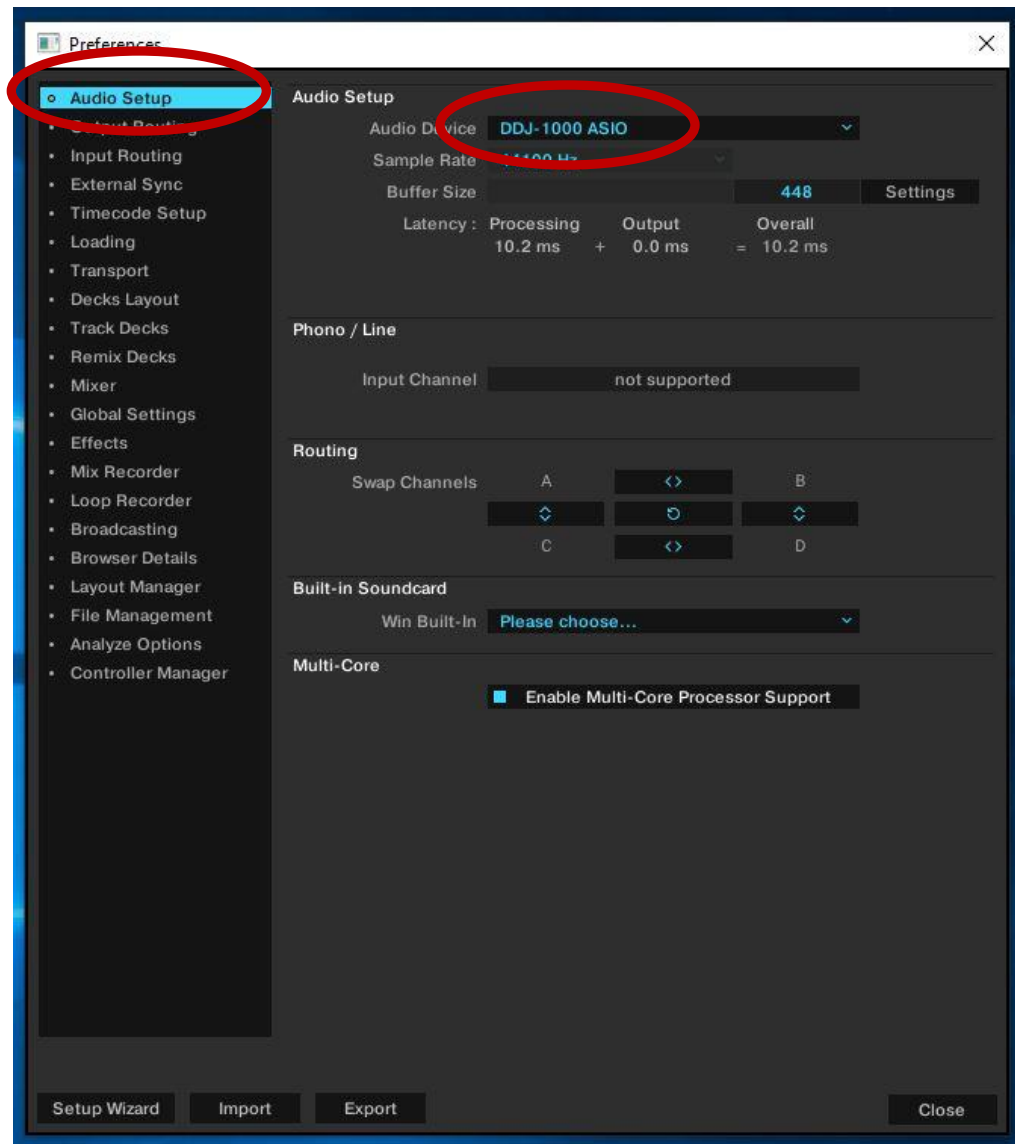 Preferences
Audio Setup
Output Routing
Input Routing
External Sync
Timecode Setup
Loading
Transport
Decks Layout
Track Decks
Remix Decks
Mixer
Global Settings
Effects
Mix Recorder
Loop Recorder
Broadcasting
Browser Details
Layout Manager
File Management
Analyze Options
Controller Manager
Audio Setup
Audio Device DDJ-1000 ASIO
Sample Rate 44100 Hz
Buffer Size 448 Settings
Latency : Processing Output Overall
10.2 ms + 0.0 ms = 10.2 ms
Phono / Line
Input Channel not supported
Routing
Swap Channels A <> B
C <> D
Built-in Soundcard
Win Built-In Please choose...
Multi-Core
Enable Multi-Core Processor Support
Setup Wizard Import Export Close